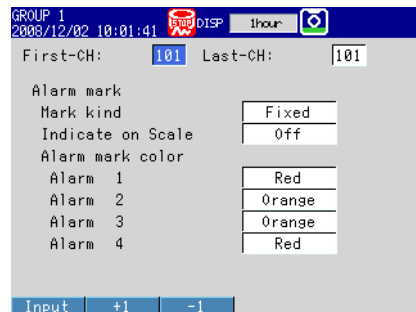 GROUP 1
2008/12/02 10:01:41 STOP DISP 1hour
First-CH: 101 Last-CH: 101
Alarm mark
Mark kind Fixed
Indicate on Scale Off
Alarm mark color
Alarm 1 Red
Alarm 2 Orange
Alarm 3 Orange
Alarm 4 Red
Input +1 -1